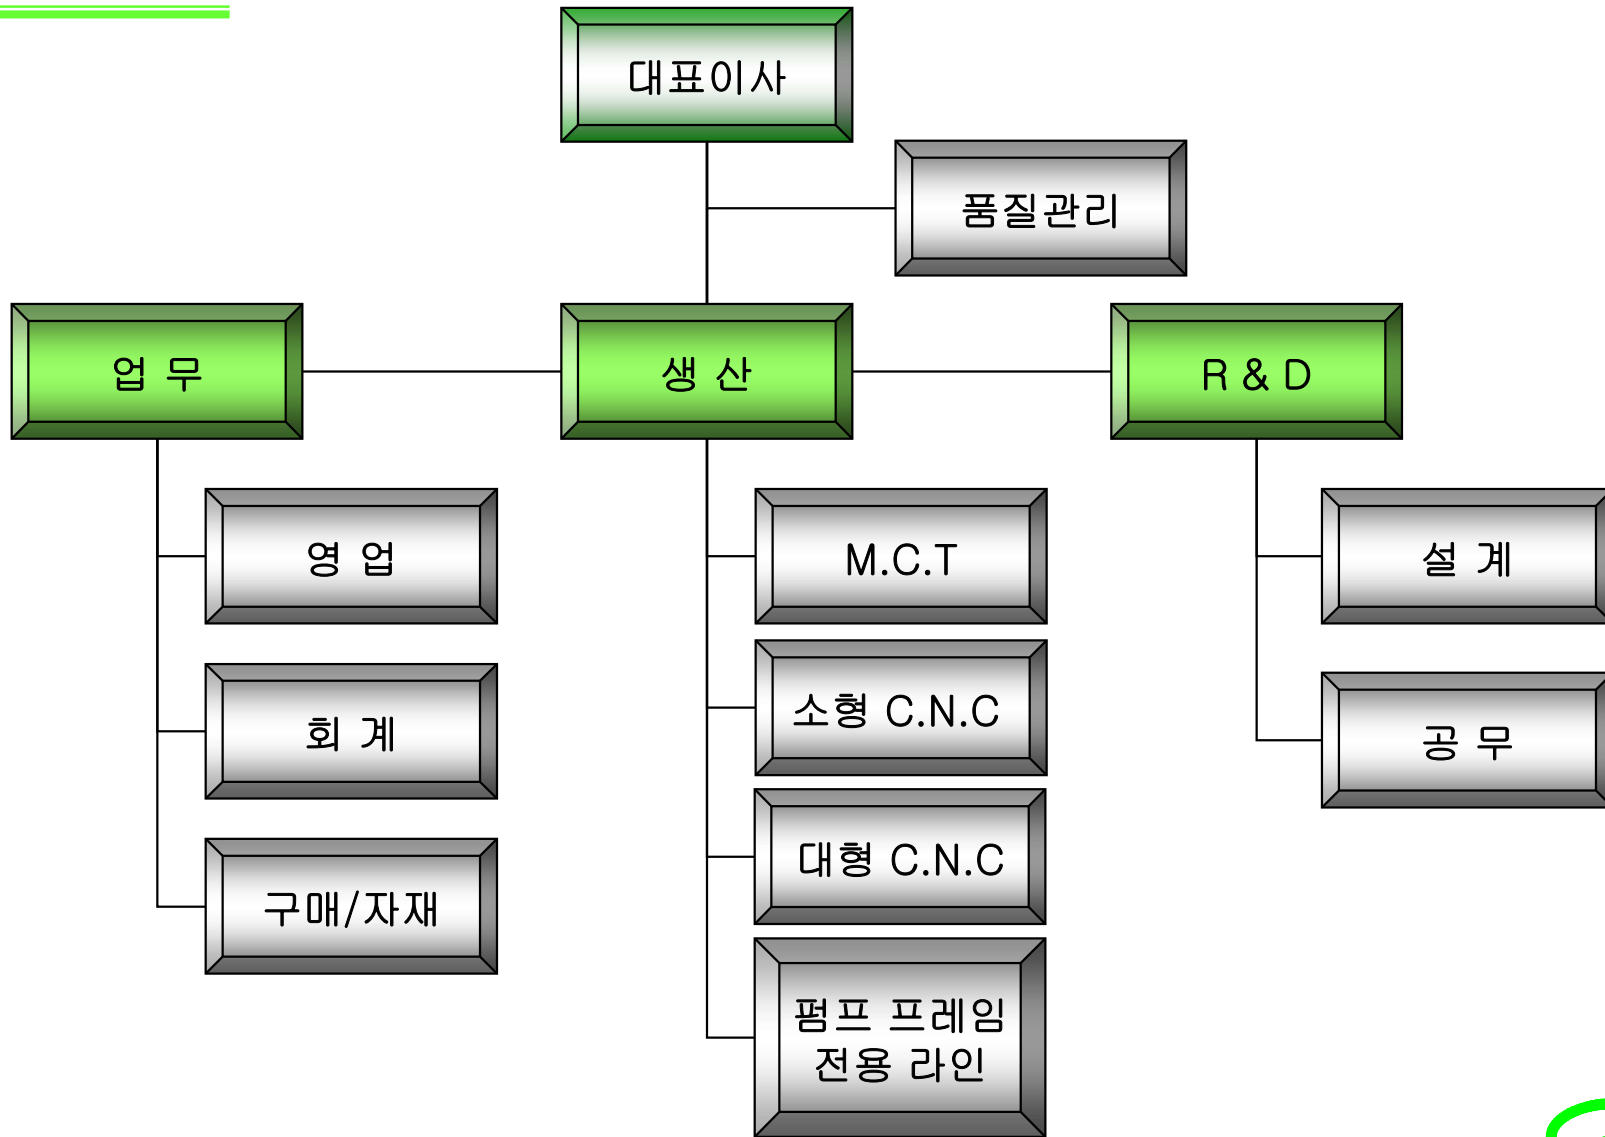 대표이사
품질관리
업 무
생 산
R & D
영 업
M.C.T
설 계
소형 C.N.C
회 계
공 무
대형 C.N.C
구매/자재
펌프 프레임
전용 라인